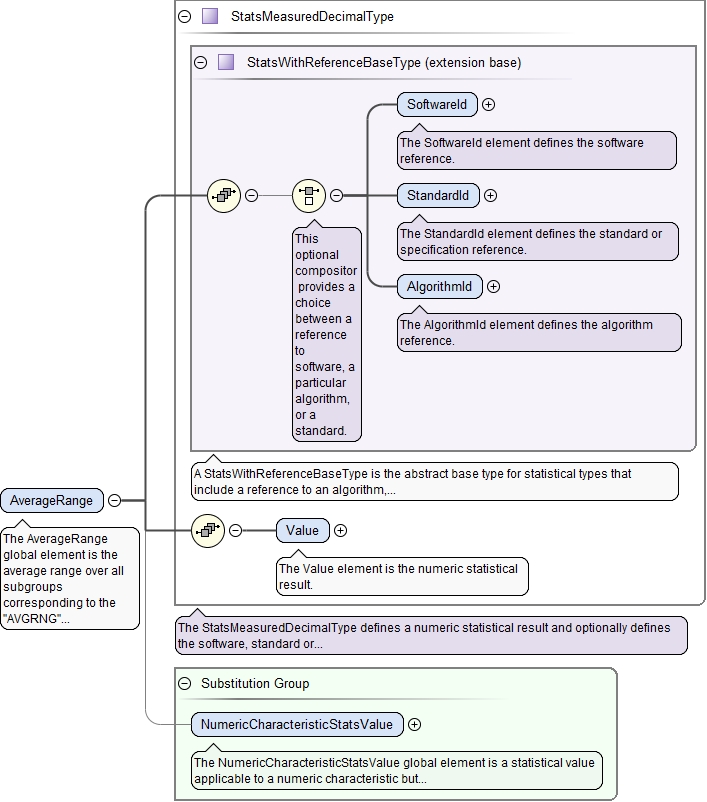 StatsMeasuredDecimalType
StatsWithReferenceBaseType (extension base)
SoftwareId
The SoftwareId element defines the software
reference.
StandardId
The StandardId element defines the standard or
specification reference.
AlgorithmId
The AlgorithmId element defines the algorithm
reference.
This
optional
compositor
provides a
choice
between a
reference
to
software, a
particular
algorithm,
or a
standard.
A StatsWithReferenceBaseType is the abstract base type for statistical types that
include a reference to an algorithm,...
AverageRange
The AverageRange
global element is the
average range over all
subgroups
corresponding to the
"AVGRNG"...
Value
The Value element is the numeric statistical
result.
The StatsMeasuredDecimalType defines a numeric statistical result and optionally defines
the software, standard or...
Substitution Group
NumericCharacteristicStatsValue
The NumericCharacteristicStatsValue global element is a statistical value
applicable to a numeric characteristic but...